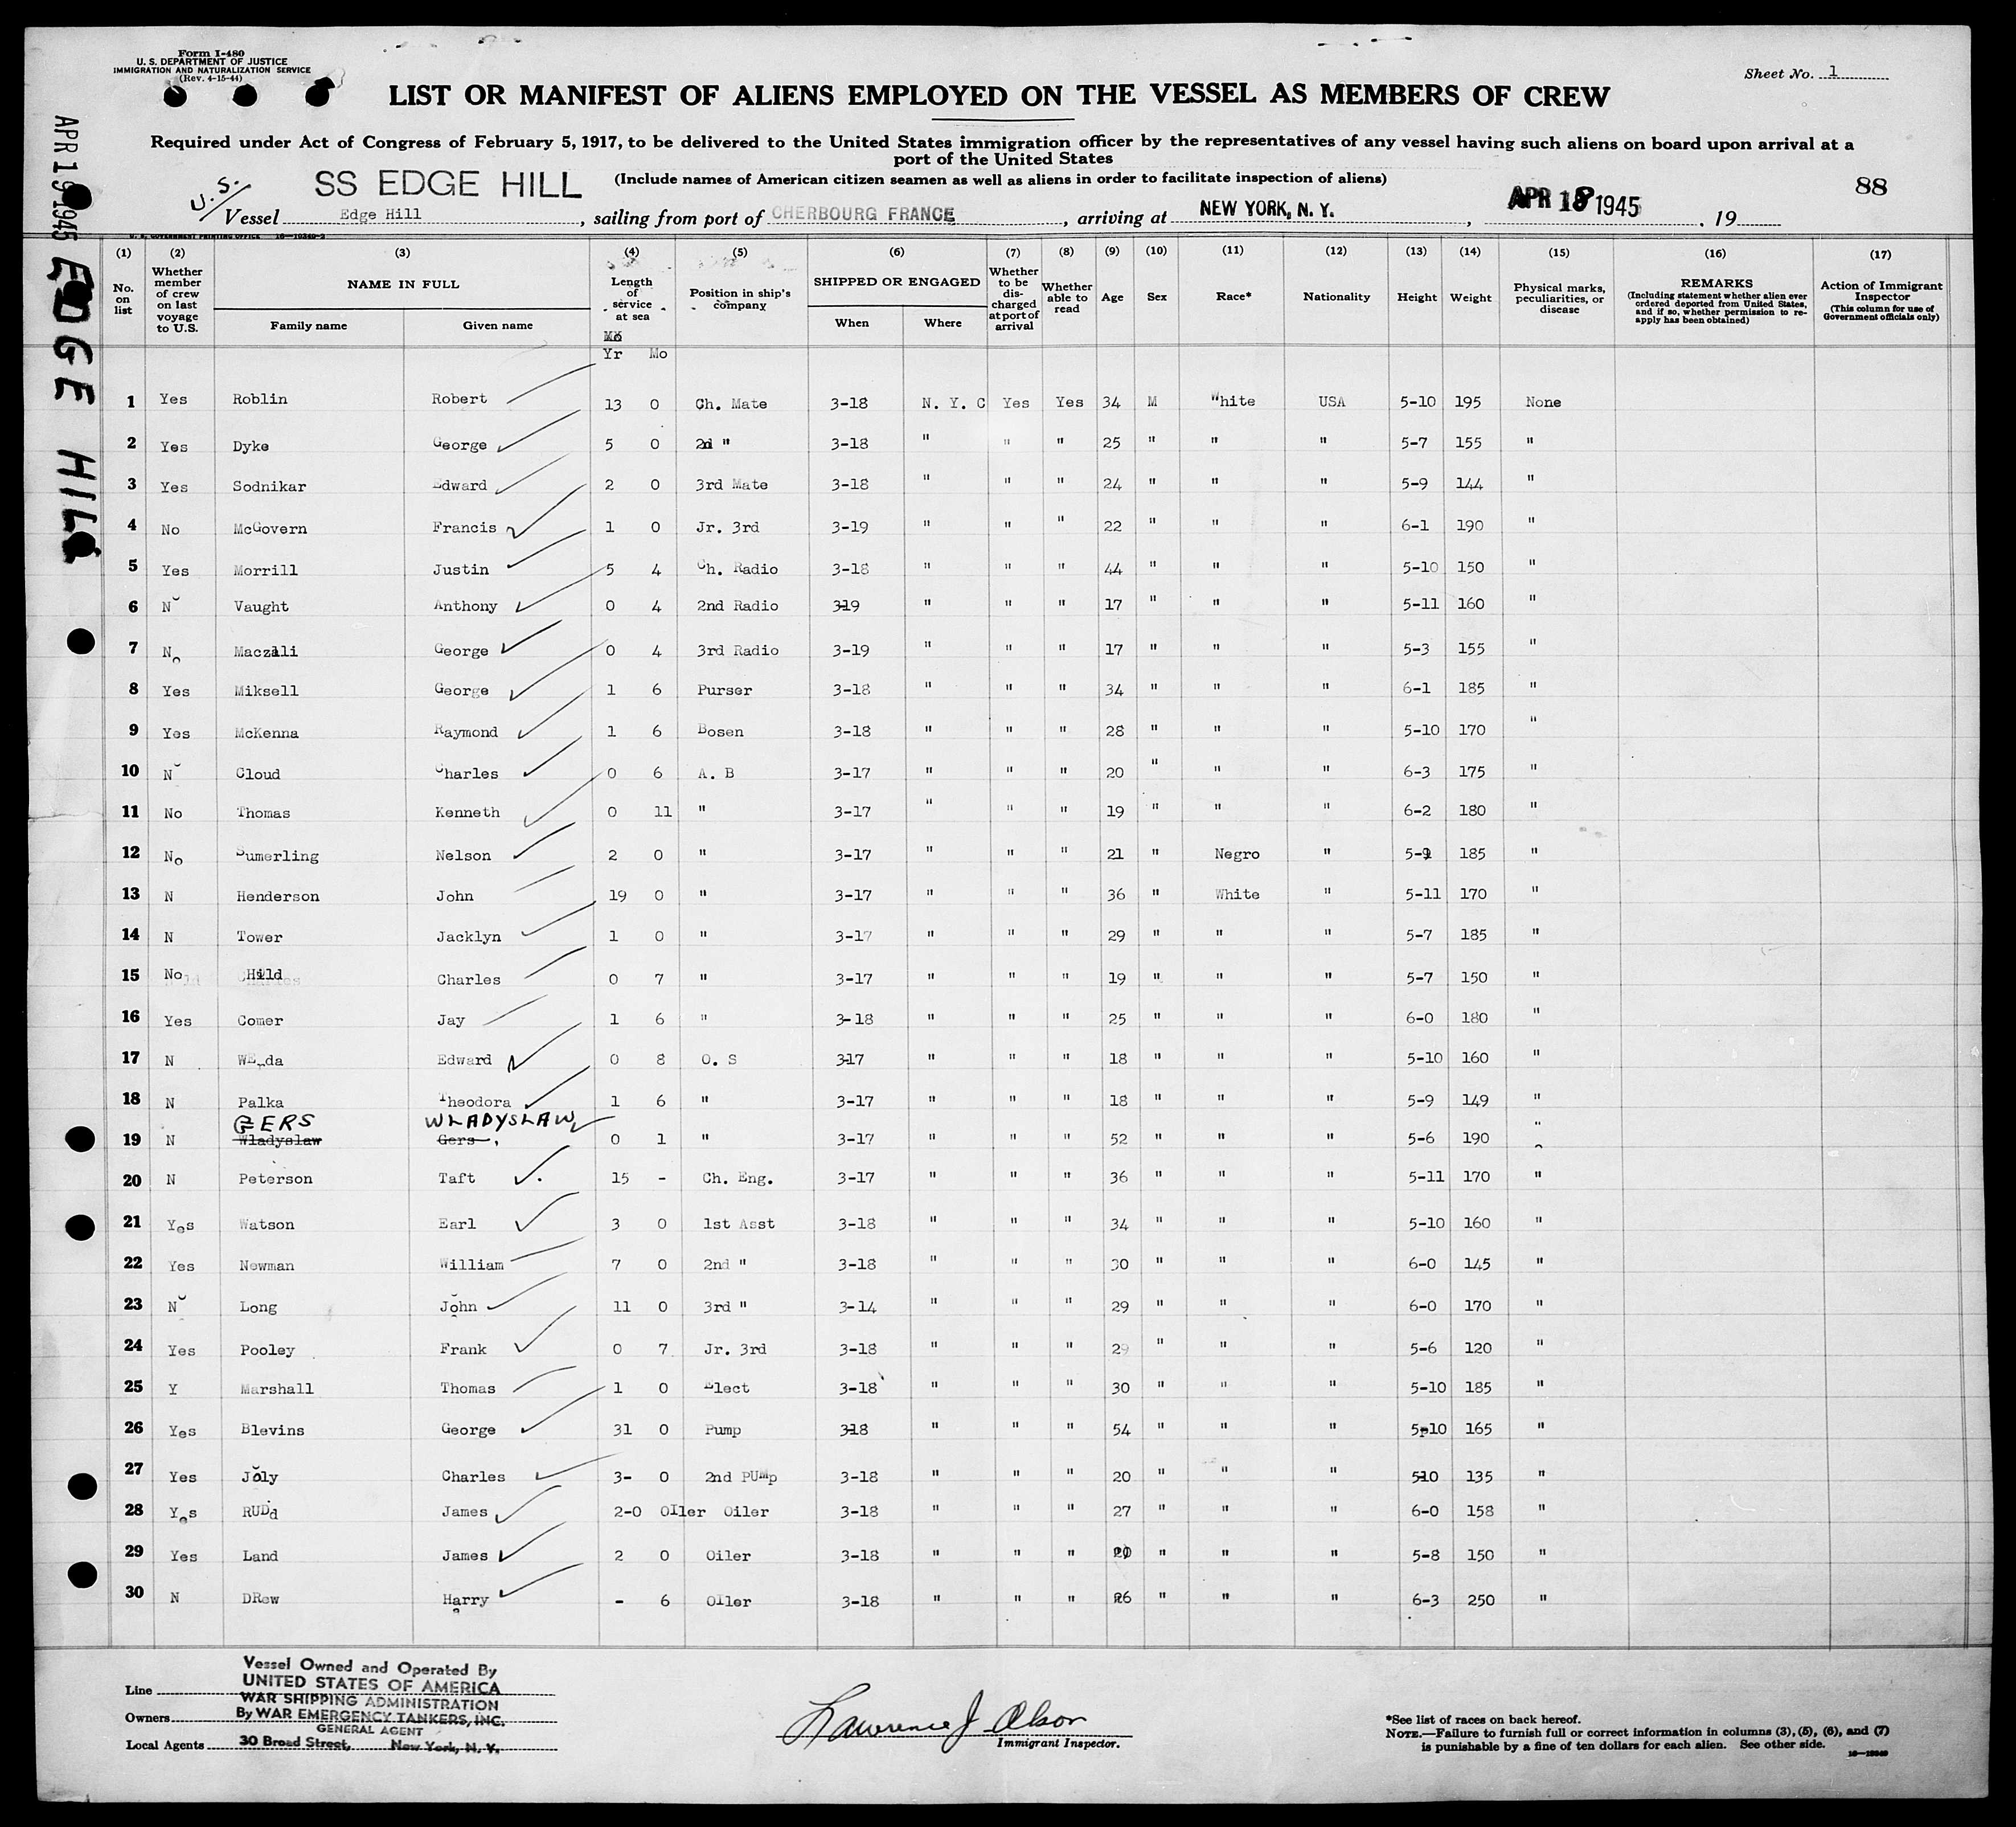 Form I-480
U. S. DEPARTMENT OF JUSTICE
IMMIGRATION AND NATURALIZATION SERVICE
(Rev. 4-15-44)
Sheet No. 1
LIST OR MANIFEST OF ALIENS EMPLOYED ON THE VESSEL AS MEMBERS OF CREW
Required under Act of Congress of February 5, 1917, to be delivered to the United States immigration officer by the representatives of any vessel having such aliens on board upon arrival at a
port of the United States
U.S. SS EDGE HILL (Include names of American citizen seamen as well as aliens in order to facilitate inspection of aliens) 88
Vessel Edge Hill, sailing from port of CHERBOURG FRANCE, arriving at NEW YORK, N. Y., APR 18 1945, 19
APR 19 1945 EDGE HILL
(1) (2) (3) (4) (5) (6) (7) (8) (9) (10) (11) (12) (13) (14) (15) (16) (17)
No. on list
Whether member of crew on last voyage to U.S.
NAME IN FULL
Family name Given name
Length of service at sea
Yr Mo
Position in ship's company
SHIPPED OR ENGAGED
When Where
Whether to be discharged at port of arrival
Whether able to read
Age
Sex
Race*
Nationality
Height
Weight
Physical marks, peculiarities, or disease
REMARKS
(Including statement whether alien ever ordered deported from United States, and if so, whether permission to re-apply has been obtained)
Action of Immigrant Inspector
(This column for use of Government officials only)
1 Yes Roblin Robert 13 0 Ch. Mate 3-18 N. Y. C Yes Yes 34 M White USA 5-10 195 None
2 Yes Dyke George 5 0 2d " 3-18 " " " 25 " " " 5-7 155 "
3 Yes Sodnikar Edward 2 0 3rd Mate 3-18 " " " 24 " " " 5-9 144 "
4 No McGovern Francis 1 0 Jr. 3rd 3-19 " " " 22 " " " 6-1 190 "
5 Yes Morrill Justin 5 4 Ch. Radio 3-18 " " " 44 " " " 5-10 150 "
6 No Vaught Anthony 0 4 2nd Radio 3-19 " " " 17 " " " 5-11 160 "
7 No Maczali George 0 4 3rd Radio 3-19 " " " 17 " " " 5-3 155 "
8 Yes Miksell George 1 6 Purser 3-18 " " " 34 " " " 6-1 185 "
9 Yes McKenna Raymond 1 6 Bosen 3-18 " " " 28 " " " 5-10 170 "
10 No Cloud Charles 0 6 A. B 3-17 " " " 20 " " " 6-3 175 "
11 No Thomas Kenneth 0 11 " 3-17 " " " 19 " " " 6-2 180 "
12 No Sumerling Nelson 2 0 " 3-17 " " " 21 " Negro " 5-9 185 "
13 N Henderson John 19 0 " 3-17 " " " 36 " White " 5-11 170 "
14 N Tower Jacklyn 1 0 " 3-17 " " " 29 " " " 5-7 185 "
15 No Hild Charles 0 7 " 3-17 " " " 19 " " " 5-7 150 "
16 Yes Comer Jay 1 6 " 3-18 " " " 25 " " " 6-0 180 "
17 N Edward 0 8 O. S 3-17 " " " 18 " " " 5-10 160 "
18 N Palka Theodora 1 6 " 3-17 " " " 18 " " " 5-9 149 "
GERS WLADYSLAW
19 N Wladyslaw Gers 0 1 " 3-17 " " " 52 " " " 5-6 190 "
20 N Peterson Taft 15 - Ch. Eng. 3-17 " " " 36 " " " 5-11 170 "
21 Yes Watson Earl 3 0 1st Asst 3-18 " " " 34 " " " 5-10 160 "
22 Yes Newman William 7 0 2nd " 3-18 " " " 30 " " " 6-0 145 "
23 No Long John 11 0 3rd " 3-14 " " " 29 " " " 6-0 170 "
24 Yes Pooley Frank 0 7 Jr. 3rd 3-18 " " " 29 " " " 5-6 120 "
25 Y Marshall Thomas 1 0 Elect 3-18 " " " 30 " " " 5-10 185 "
26 Yes Blevins George 31 0 Pump 3-18 " " " 54 " " " 5-10 165 "
27 Yes Joly Charles 3- 0 2nd PUmp 3-18 " " " 20 " " " 5-10 135 "
28 Yes RUDd James 2-0 OIler Oiler 3-18 " " " 27 " " " 6-0 158 "
29 Yes Land James 2 0 Oiler 3-18 " " " " " " 5-8 150 "
30 N DRew Harry - 6 OIler 3-18 " " " 26 " " " 6-3 250 "
Vessel Owned and Operated By
Line UNITED STATES OF AMERICA
WAR SHIPPING ADMINISTRATION
Owners By WAR EMERGENCY TANKERS, INC.
GENERAL AGENT
Local Agents 30 Broad Street, New York, N. Y.
Lawrence J Olson
Immigrant Inspector.
*See list of races on back hereof.
NOTE.—Failure to furnish full or correct information in columns (3), (5), (6), and (7)
is punishable by a fine of ten dollars for each alien. See other side.